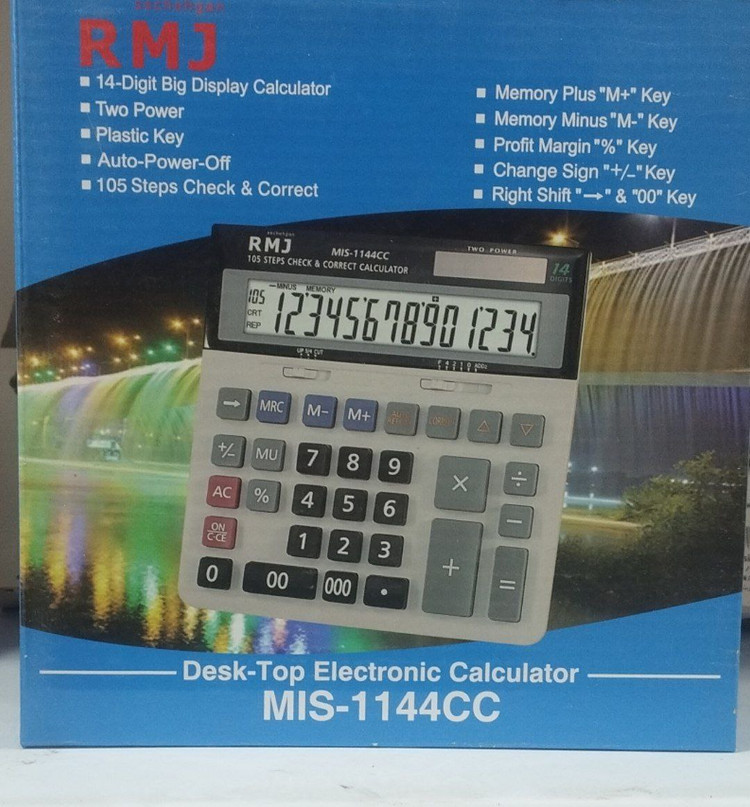 RMJ
■ 14-Digit Big Display Calculator
■ Two Power
■ Plastic Key
■ Auto-Power-Off
■ 105 Steps Check & Correct
■ Memory Plus "M+" Key
■ Memory Minus "M-" Key
■ Profit Margin "%" Key
■ Change Sign "+/–" Key
■ Right Shift "→" & "00" Key
RMJ MIS-1144CC TWO POWER
105 STEPS CHECK & CORRECT CALCULATOR
14
DIGITS
MINUS MEMORY
105
CRT
REP
12345678901234.
→ MRC M- M+ △ ▽
+/- MU 7 8 9 × ÷
AC % 4 5 6 −
ON
C·CE
1 2 3 + =
0 00 000 •
Desk-Top Electronic Calculator
MIS-1144CC